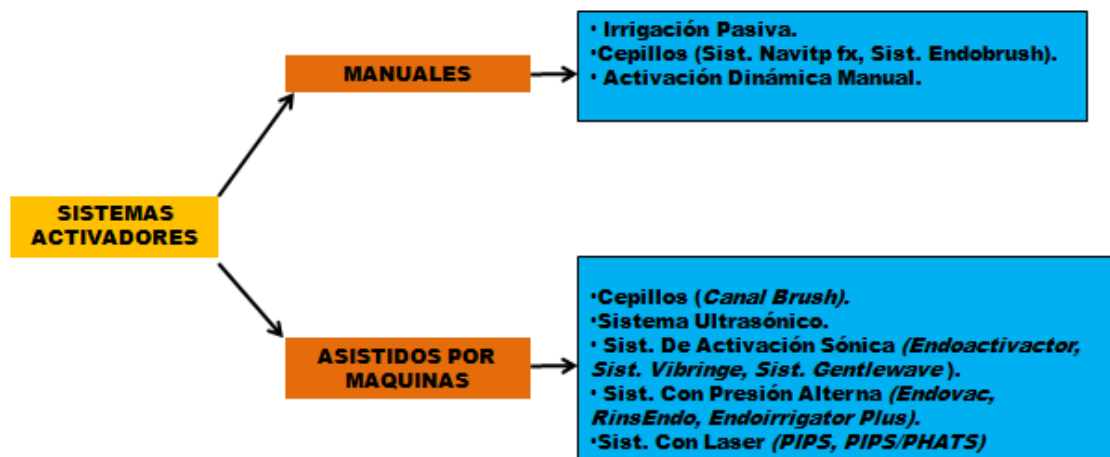 SISTEMAS
ACTIVADORES
MANUALES
• Irrigación Pasiva.
•Cepillos (Sist. Navitp fx, Sist. Endobrush).
• Activación Dinámica Manual.
ASISTIDOS POR
MAQUINAS
•Cepillos (Canal Brush).
•Sistema Ultrasónico.
• Sist. De Activación Sónica (Endoactivactor,
Sist. Vibringe, Sist. Gentlewave ).
• Sist. Con Presión Alterna (Endovac,
RinsEndo, Endoirrigator Plus).
•Sist. Con Laser (PIPS, PIPS/PHATS)